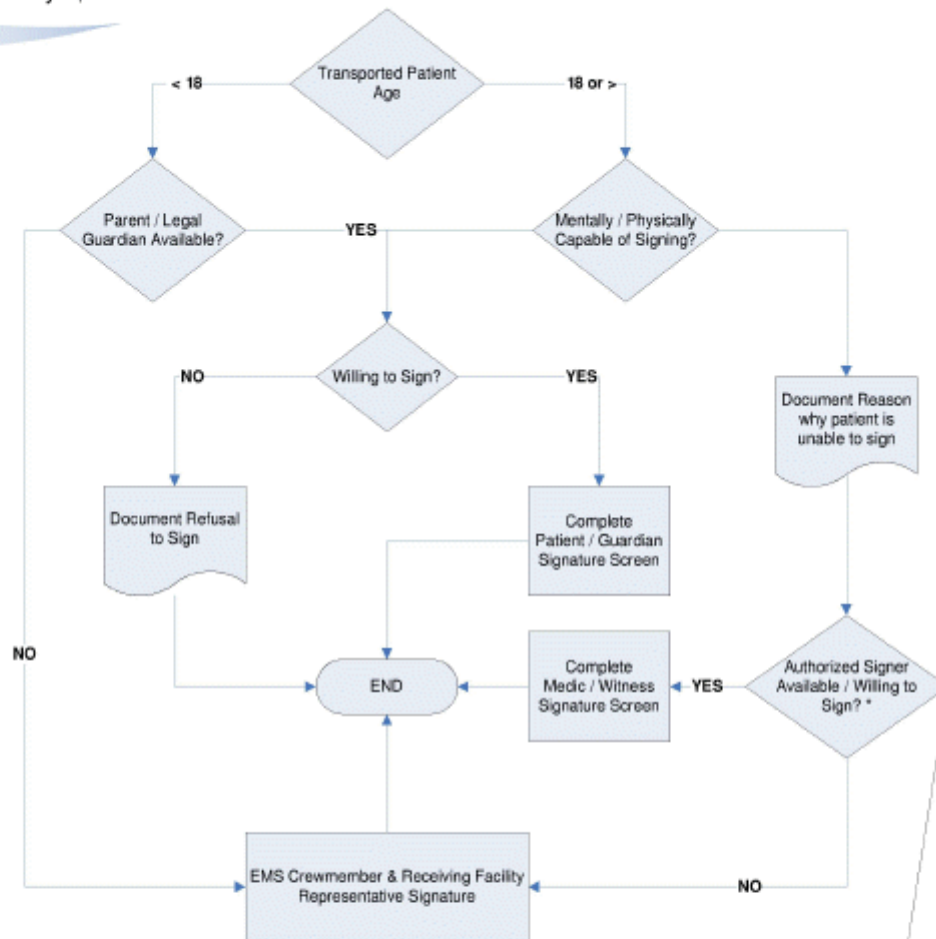 Transported Patient
Age
< 18
18 or >
Parent / Legal
Guardian Available?
YES
Mentally / Physically
Capable of Signing?
Willing to Sign?
NO
YES
Document Reason
why patient is
unable to sign
Document Refusal
to Sign
Complete
Patient / Guardian
Signature Screen
NO
END
Complete
Medic / Witness
Signature Screen
YES
Authorized Signer
Available / Willing to
Sign? *
EMS Crewmember & Receiving Facility
Representative Signature
NO